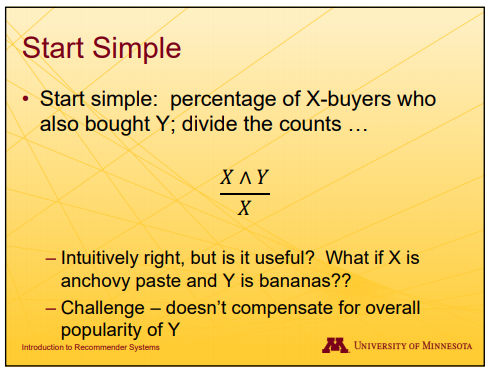 Start Simple
• Start simple:  percentage of X-buyers who
also bought Y; divide the counts …
X ∧ Y
X
– Intuitively right, but is it useful?  What if X is
anchovy paste and Y is bananas??
– Challenge – doesn't compensate for overall
popularity of Y
Introduction to Recommender Systems
M UNIVERSITY OF MINNESOTA